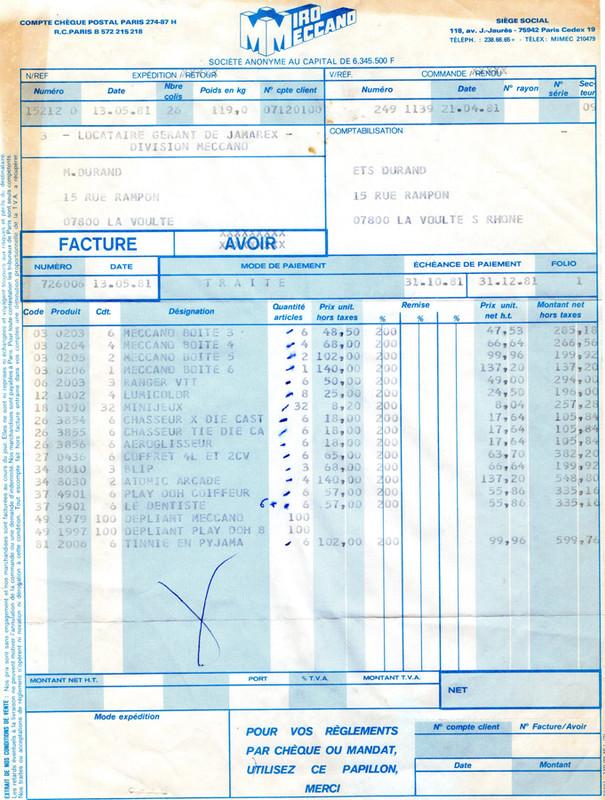 COMPTE CHÈQUE POSTAL PARIS 274-87 H
R.C. PARIS B 572 215 218
MIRO MECCANO
SIÈGE SOCIAL
118, av. J.-Jaurès - 75942 Paris Cedex 19
TÉLÉPH. : 238.66.65+ - TÉLEX : MIMEC 210479
SOCIÉTÉ ANONYME AU CAPITAL DE 6.345.500 F
N/REF EXPÉDITION / RETOUR V/RÉF. COMMANDE / RENDU
Numéro Date Nbre colis Poids en kg N° cpte client Numéro Date N° rayon N° série Secteur
15212 0 13.05.81 26 119,0 07120100 249 1139 21.04.81 09
3 - LOCATAIRE GERANT DE JAMAREX -
DIVISION MECCANO
COMPTABILISATION
M.DURAND ETS DURAND
15 RUE RAMPON 15 RUE RAMPON
07800 LA VOULTE 07800 LA VOULTE S RHONE
FACTURE AVOIR
NUMÉRO DATE MODE DE PAIEMENT ÉCHÉANCE DE PAIEMENT FOLIO
726006 13.05.81 TRAITE 31.10.81 31.12.81 1
Code Produit Cdt. Désignation Quantité articles Prix unit. hors taxes % Remise % % Prix unit. net h.t. Montant net hors taxes
03 0203 6 MECCANO BOITE 3 6 48,50 200 47,53 285,18
03 0204 4 MECCANO BOITE 4 4 68,00 200 66,64 266,56
03 0205 2 MECCANO BOITE 5 2 102,00 200 99,96 199,92
03 0206 1 MECCANO BOITE 6 1 140,00 200 137,20 137,20
06 2003 3 RANGER VTT 6 50,00 200 49,00 294,00
12 1002 4 LUMICOLOR 8 25,00 200 24,50 196,00
18 0190 32 MINIJEUX 32 8,20 200 8,04 257,28
26 3854 6 CHASSEUR X DIE CAST 6 18,00 200 17,64 105,84
26 3855 6 CHASSEUR TIE DIE CA 6 18,00 200 17,64 105,84
26 3856 6 AEROGLISSEUR 6 18,00 200 17,64 105,84
27 0436 6 COFFRET 4L ET 2CV 6 65,00 200 63,70 382,20
34 8010 3 BLIP 3 68,00 200 66,64 199,92
34 8030 2 ATOMIC ARCADE 4 140,00 200 137,20 548,80
37 4901 6 PLAY DOH COIFFEUR 6 57,00 200 55,86 335,16
37 5901 6 LE DENTISTE 6 6 57,00 200 55,86 335,16
49 1979 100 DEPLIANT MECCANO 100
49 1997 100 DEPLIANT PLAY DOH 8 100
81 2006 6 TINNIE EN PYJAMA 6 102,00 200 99,96 599,76
MONTANT NET H.T. PORT % T.V.A. MONTANT T.V.A. NET
Mode expédition
POUR VOS RÈGLEMENTS
PAR CHÈQUE OU MANDAT,
UTILISEZ CE PAPILLON,
MERCI
N° compte client N° Facture/Avoir
Date Montant
EXTRAIT DE NOS CONDITIONS DE VENTE :